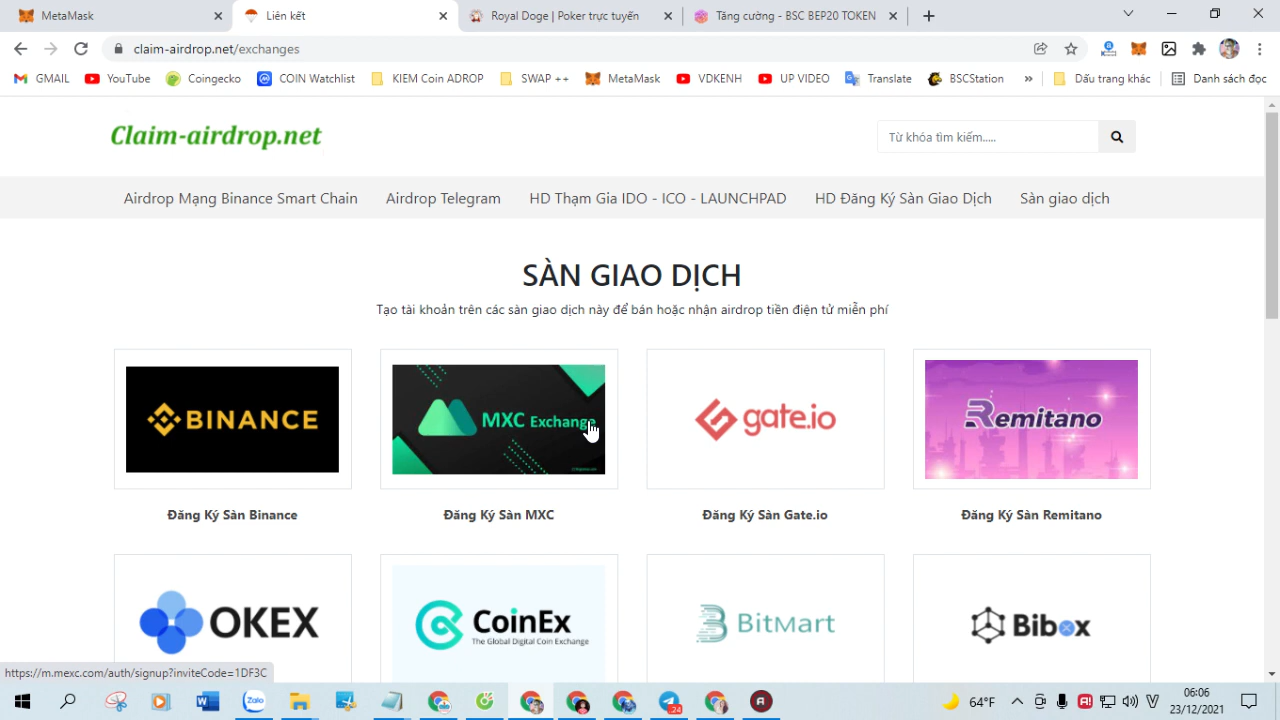 MetaMask
Liên kết
Royal Doge | Poker trực tuyến
Tăng cường - BSC BEP20 TOKEN
claim-airdrop.net/exchanges
GMAIL
YouTube
Coingecko
COIN Watchlist
KIEM Coin ADROP
SWAP ++
MetaMask
VDKENH
UP VIDEO
Translate
BSCStation
»
Dấu trang khác
Danh sách đọc
Claim-airdrop.net
Từ khóa tìm kiếm.....
Airdrop Mạng Binance Smart Chain
Airdrop Telegram
HD Thạm Gia IDO - ICO - LAUNCHPAD
HD Đăng Ký Sàn Giao Dịch
Sàn giao dịch
SÀN GIAO DỊCH
Tạo tài khoản trên các sàn giao dịch này để bán hoặc nhận airdrop tiền điện tử miễn phí
BINANCE
MXC Exchange
gate.io
Remitano
Đăng Ký Sàn Binance
Đăng Ký Sàn MXC
Đăng Ký Sàn Gate.io
Đăng Ký Sàn Remitano
OKEX
CoinEx
The Global Digital Coin Exchange
BitMart
Bibox
https://m.mexc.com/auth/signup?inviteCode=1DF3C
Zalo
24
64°F
06:06
23/12/2021